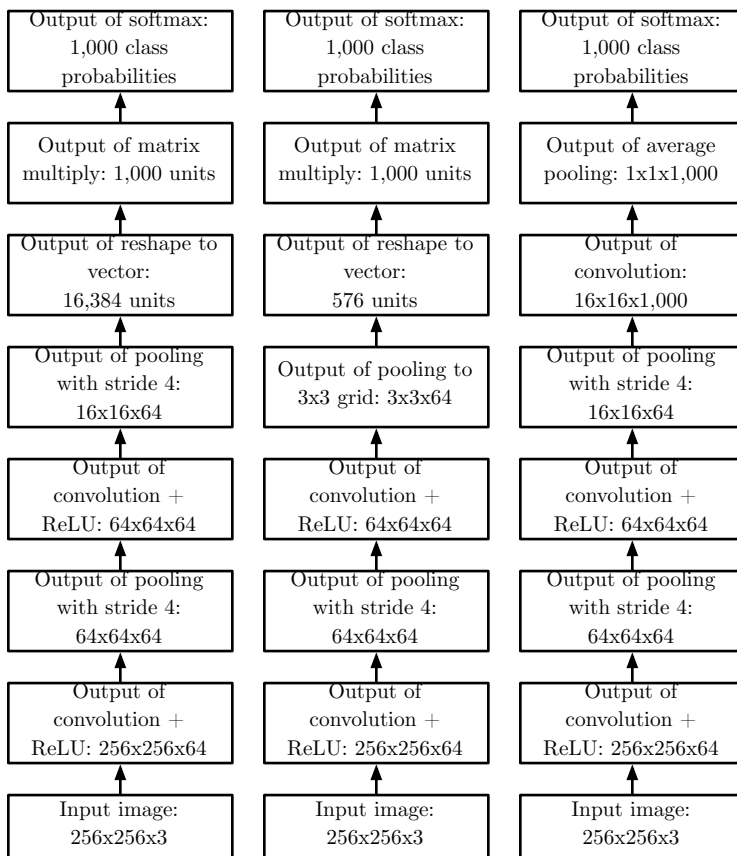 Output of softmax:
1,000 class
probabilities
Output of matrix
multiply: 1,000 units
Output of reshape to
vector:
16,384 units
Output of pooling
with stride 4:
16x16x64
Output of
convolution +
ReLU: 64x64x64
Output of pooling
with stride 4:
64x64x64
Output of
convolution +
ReLU: 256x256x64
Input image:
256x256x3
Output of softmax:
1,000 class
probabilities
Output of matrix
multiply: 1,000 units
Output of reshape to
vector:
576 units
Output of pooling to
3x3 grid: 3x3x64
Output of
convolution +
ReLU: 64x64x64
Output of pooling
with stride 4:
64x64x64
Output of
convolution +
ReLU: 256x256x64
Input image:
256x256x3
Output of softmax:
1,000 class
probabilities
Output of average
pooling: 1x1x1,000
Output of
convolution:
16x16x1,000
Output of pooling
with stride 4:
16x16x64
Output of
convolution +
ReLU: 64x64x64
Output of pooling
with stride 4:
64x64x64
Output of
convolution +
ReLU: 256x256x64
Input image:
256x256x3